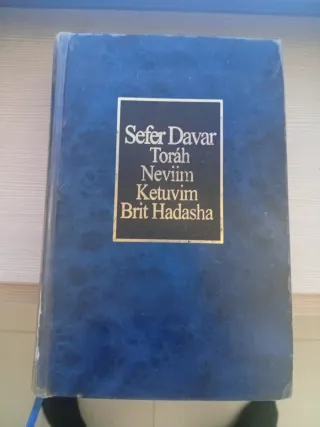 Sefer Davar
Toráh
Neviim
Ketuvim
Brit Hadasha